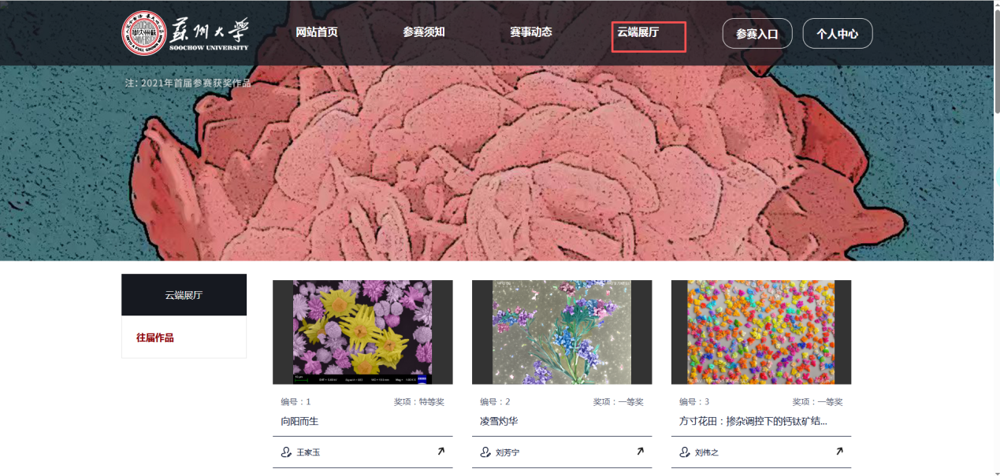 蘇州大學
SOOCHOW UNIVERSITY
网站首页
参赛须知
赛事动态
云端展厅
参赛入口
个人中心
注: 2021年首届参赛获奖作品
云端展厅
往届作品
编号：1
奖项：特等奖
向阳而生
王家玉
编号：2
奖项：一等奖
凌雪灼华
刘芳宁
编号：3
奖项：一等奖
方寸花田：掺杂调控下的钙钛矿结...
刘伟之